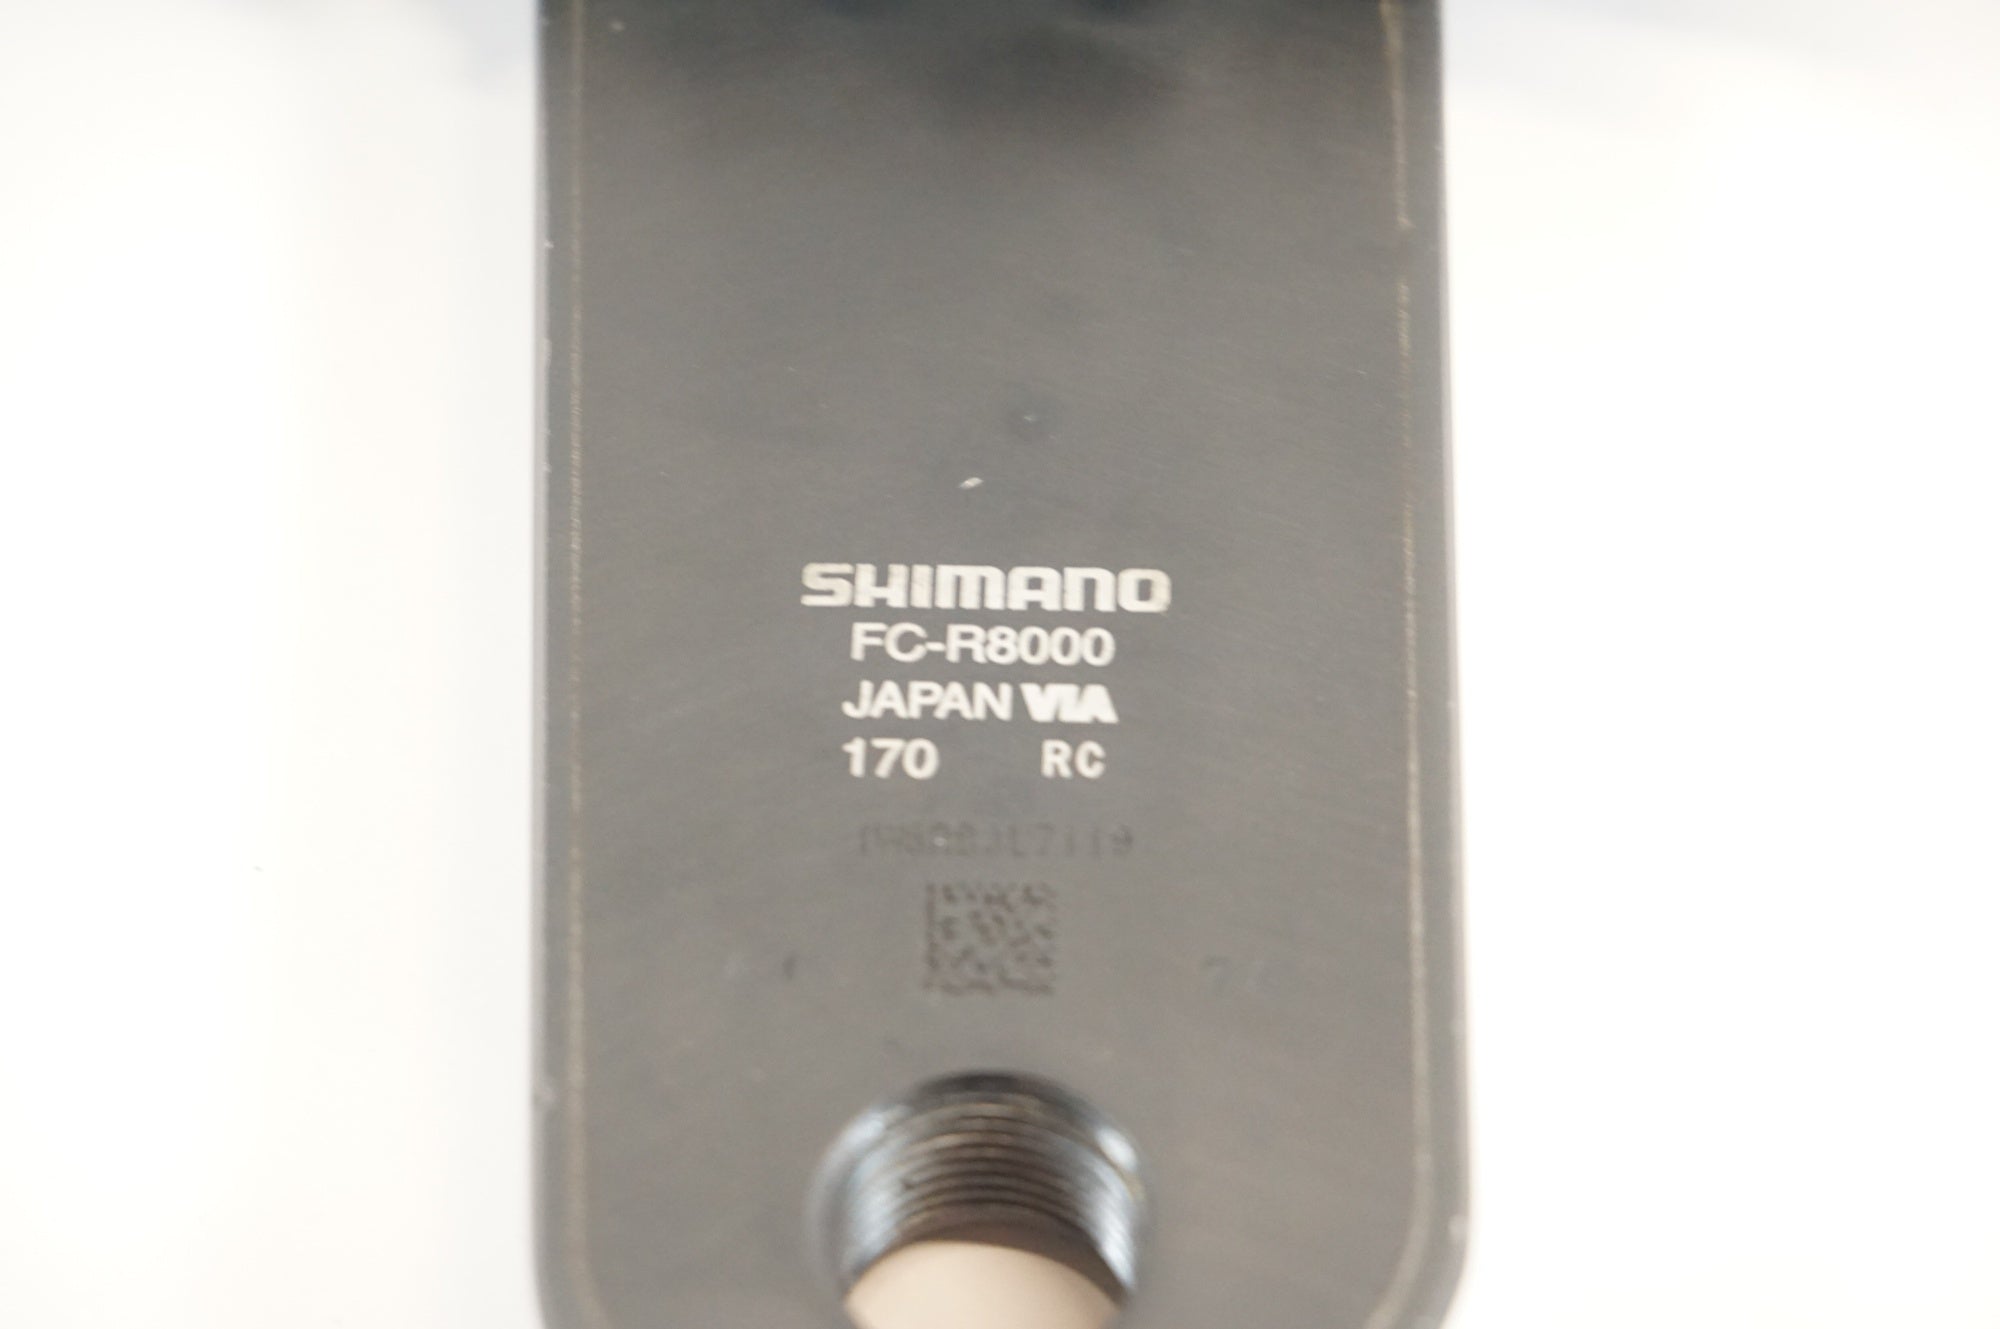 SHIMANO
FC-R8000
JAPAN VIA
170 RC